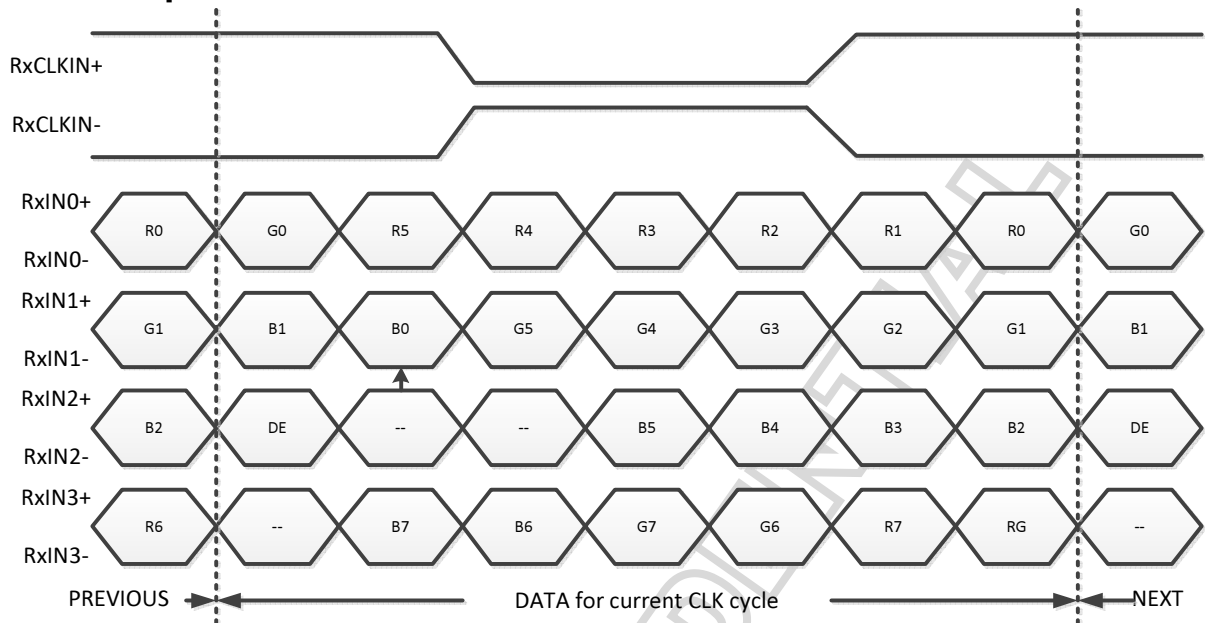 RxCLKIN+
RxCLKIN-
RxIN0+
R0 G0 R5 R4 R3 R2 R1 R0 G0
RxIN0-
RxIN1+
G1 B1 B0 G5 G4 G3 G2 G1 B1
RxIN1-
RxIN2+
B2 DE -- -- B5 B4 B3 B2 DE
RxIN2-
RxIN3+
R6 -- B7 B6 G7 G6 R7 RG --
RxIN3-
PREVIOUS DATA for current CLK cycle NEXT